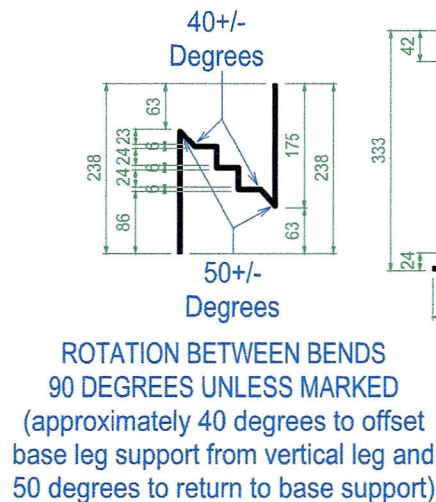 40+/-
Degrees
42
63
23
6
24
6
24
6
238
86
175
238
63
333
24
50+/-
Degrees
ROTATION BETWEEN BENDS
90 DEGREES UNLESS MARKED
(approximately 40 degrees to offset
base leg support from vertical leg and
50 degrees to return to base support)